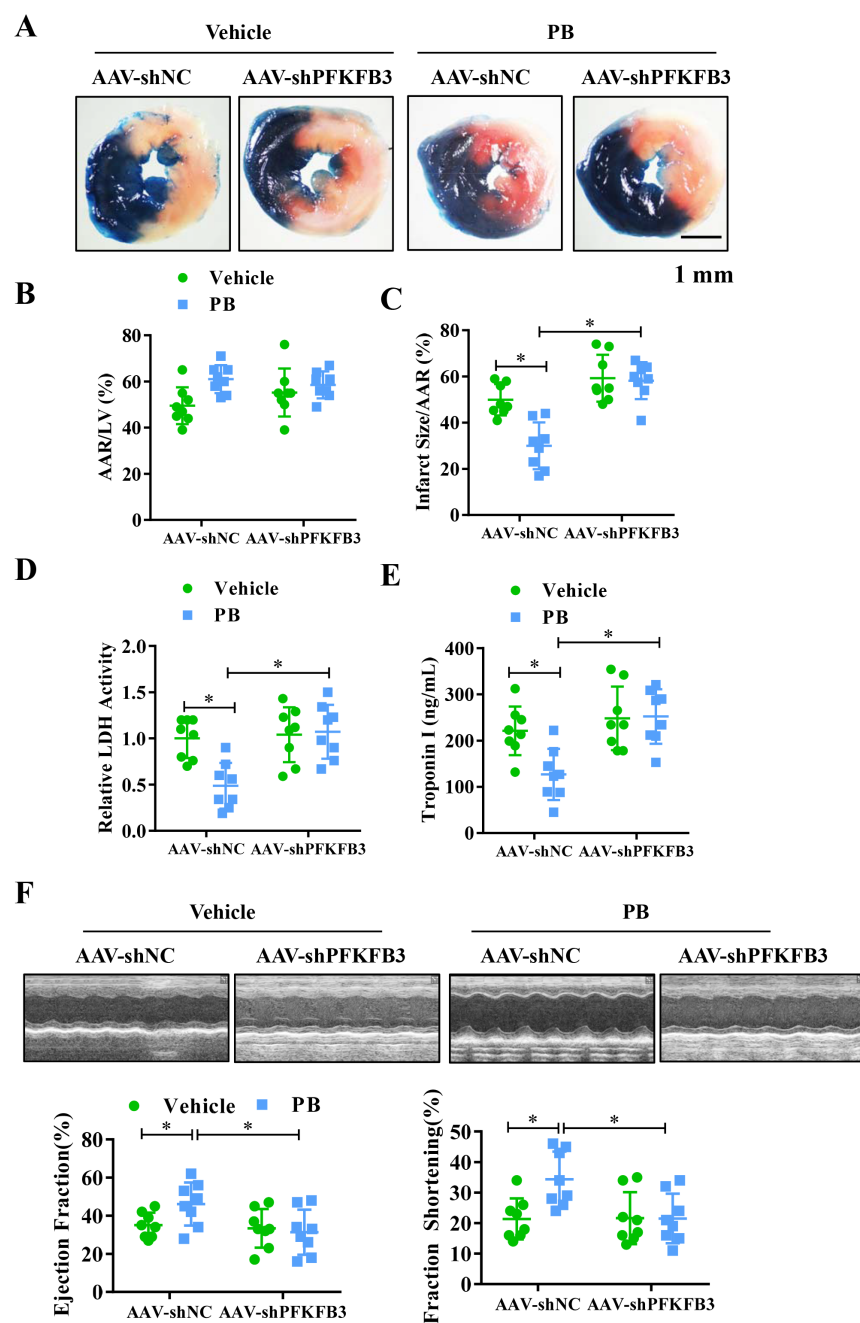 A
Vehicle PB
AAV-shNC AAV-shPFKFB3 AAV-shNC AAV-shPFKFB3
1 mm
B
Vehicle
PB
AAR/LV (%)
80
60
40
20
0
AAV-shNC AAV-shPFKFB3
C
Infarct Size/AAR (%)
80
60
40
20
0
* *
AAV-shNC AAV-shPFKFB3
D
Vehicle
PB
Relative LDH Activity
2.0
1.5
1.0
0.5
0.0
* *
AAV-shNC AAV-shPFKFB3
E
Vehicle
PB
Troponin I (ng/mL)
400
300
200
100
0
* *
AAV-shNC AAV-shPFKFB3
F
Vehicle PB
AAV-shNC AAV-shPFKFB3 AAV-shNC AAV-shPFKFB3
Vehicle PB
Ejection Fraction(%)
80
60
40
20
0
* *
AAV-shNC AAV-shPFKFB3
Fraction Shortening(%)
50
40
30
20
10
0
* *
AAV-shNC AAV-shPFKFB3